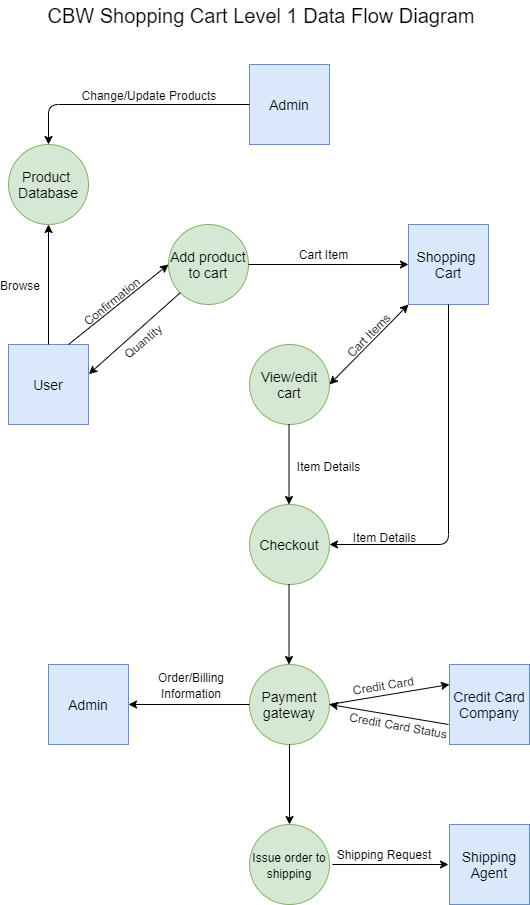 CBW Shopping Cart Level 1 Data Flow Diagram
Change/Update Products
Admin
Product
Database
Add product
to cart
Cart Item
Shopping
Cart
Browse
Confirmation
Quantity
Cart Items
User
View/edit
cart
Item Details
Checkout
Item Details
Admin
Order/Billing
Information
Payment
gateway
Credit Card
Credit Card Status
Credit Card
Company
Issue order to
shipping
Shipping Request
Shipping
Agent